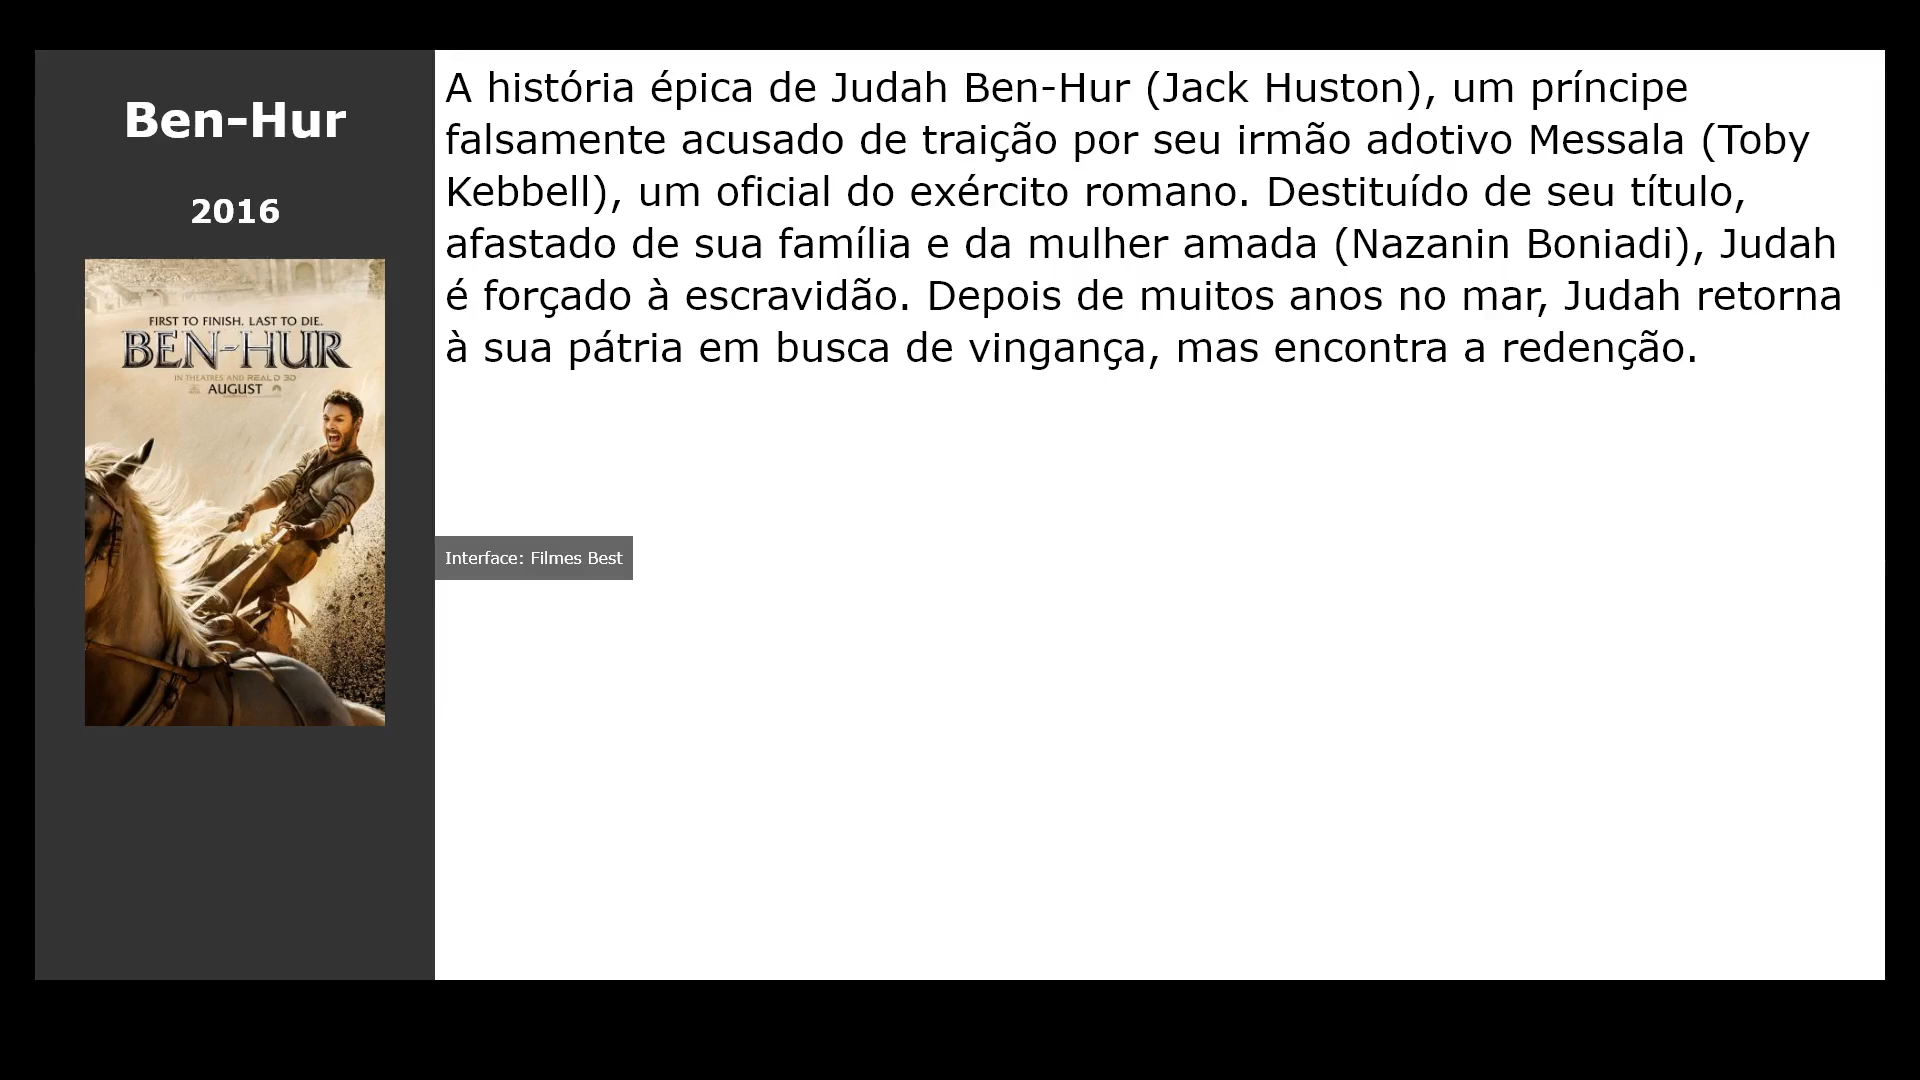 Ben-Hur
2016
FIRST TO FINISH. LAST TO DIE.
BEN-HUR
IN THEATRES AND REAL D 3D
AUGUST
A história épica de Judah Ben-Hur (Jack Huston), um príncipe
falsamente acusado de traição por seu irmão adotivo Messala (Toby
Kebbell), um oficial do exército romano. Destituído de seu título,
afastado de sua família e da mulher amada (Nazanin Boniadi), Judah
é forçado à escravidão. Depois de muitos anos no mar, Judah retorna
à sua pátria em busca de vingança, mas encontra a redenção.
Interface: Filmes Best